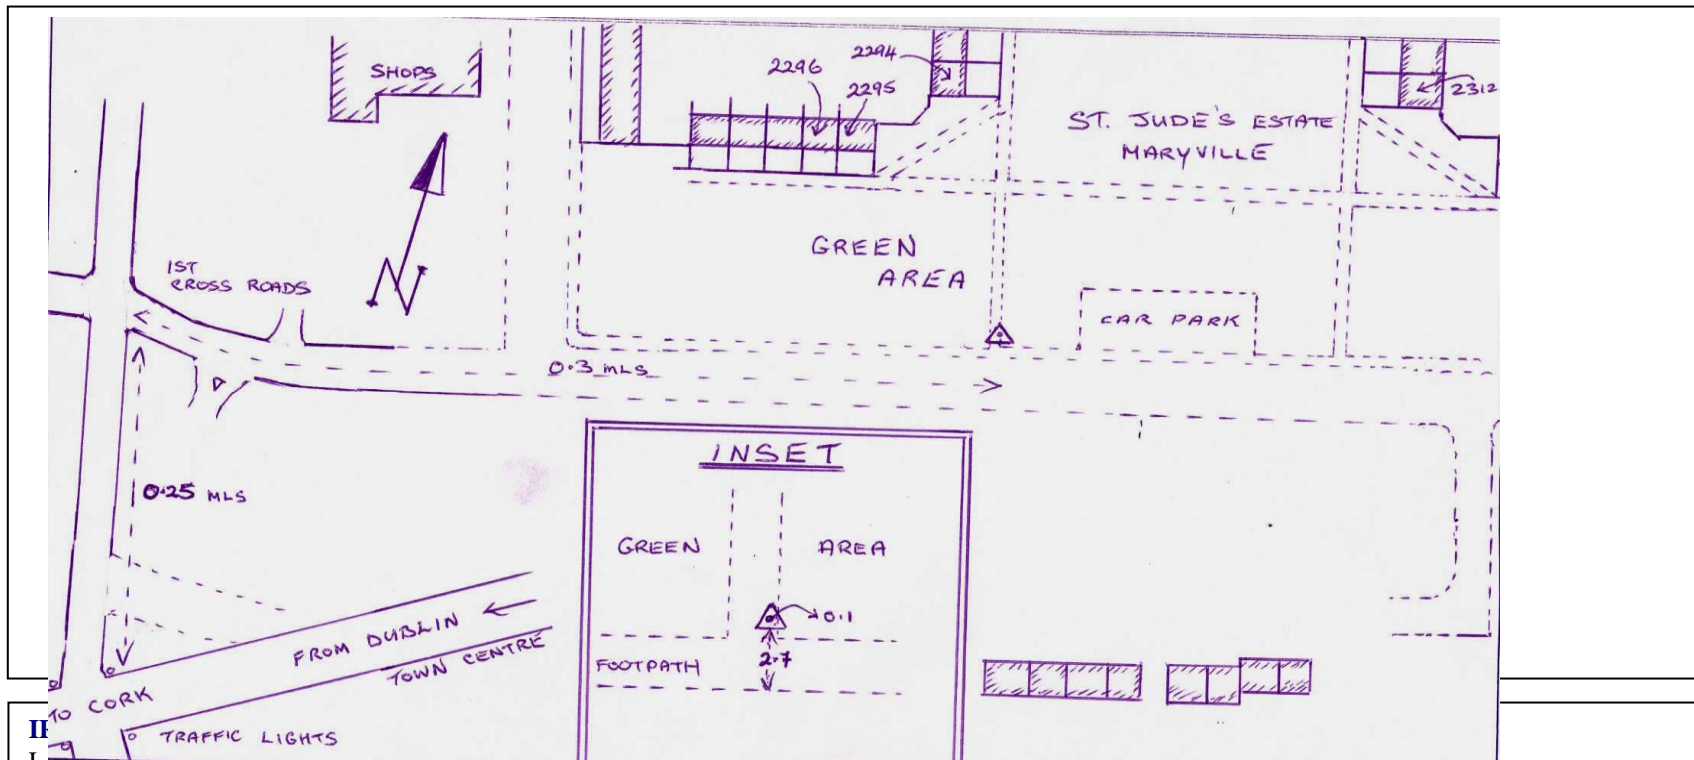 SHOPS
2296
2294
2295
2312
ST. JUDE'S ESTATE
MARYVILLE
N
GREEN
AREA
1ST
CROSS ROADS
CAR PARK
0.3 MLS
0.25 MLS
INSET
GREEN AREA
0.1
2.7
FOOTPATH
FROM DUBLIN
TOWN CENTRE
TO CORK
TRAFFIC LIGHTS